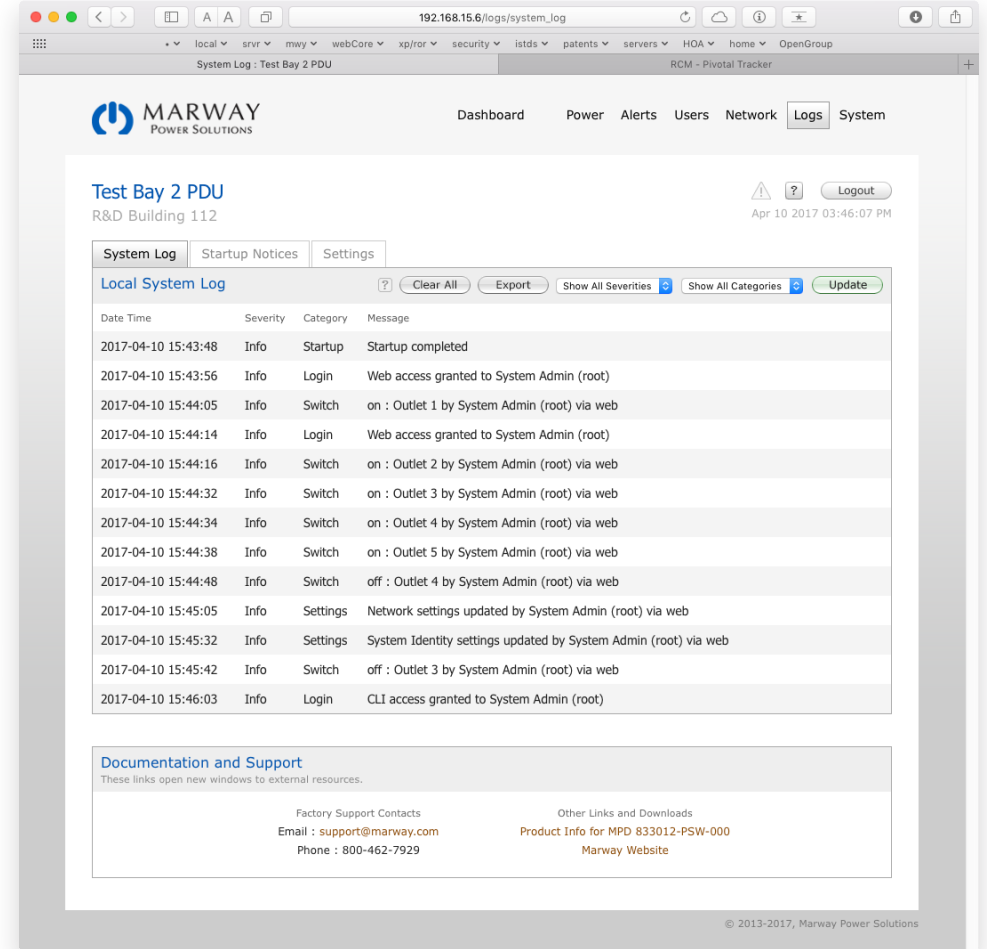 A A
192.168.15.6/logs/system_log
local srvr mwy webCore xp/ror security istds patents servers HOA home OpenGroup
System Log : Test Bay 2 PDU RCM - Pivotal Tracker +
MARWAY
POWER SOLUTIONS
Dashboard Power Alerts Users Network Logs System
Test Bay 2 PDU
R&D Building 112
? Logout
Apr 10 2017 03:46:07 PM
System Log Startup Notices Settings
Local System Log ? Clear All Export Show All Severities Show All Categories Update
Date Time Severity Category Message
2017-04-10 15:43:48 Info Startup Startup completed
2017-04-10 15:43:56 Info Login Web access granted to System Admin (root)
2017-04-10 15:44:05 Info Switch on : Outlet 1 by System Admin (root) via web
2017-04-10 15:44:14 Info Login Web access granted to System Admin (root)
2017-04-10 15:44:16 Info Switch on : Outlet 2 by System Admin (root) via web
2017-04-10 15:44:32 Info Switch on : Outlet 3 by System Admin (root) via web
2017-04-10 15:44:34 Info Switch on : Outlet 4 by System Admin (root) via web
2017-04-10 15:44:38 Info Switch on : Outlet 5 by System Admin (root) via web
2017-04-10 15:44:48 Info Switch off : Outlet 4 by System Admin (root) via web
2017-04-10 15:45:05 Info Settings Network settings updated by System Admin (root) via web
2017-04-10 15:45:32 Info Settings System Identity settings updated by System Admin (root) via web
2017-04-10 15:45:42 Info Switch off : Outlet 3 by System Admin (root) via web
2017-04-10 15:46:03 Info Login CLI access granted to System Admin (root)
Documentation and Support
These links open new windows to external resources.
Factory Support Contacts
Email : support@marway.com
Phone : 800-462-7929
Other Links and Downloads
Product Info for MPD 833012-PSW-000
Marway Website
© 2013-2017, Marway Power Solutions